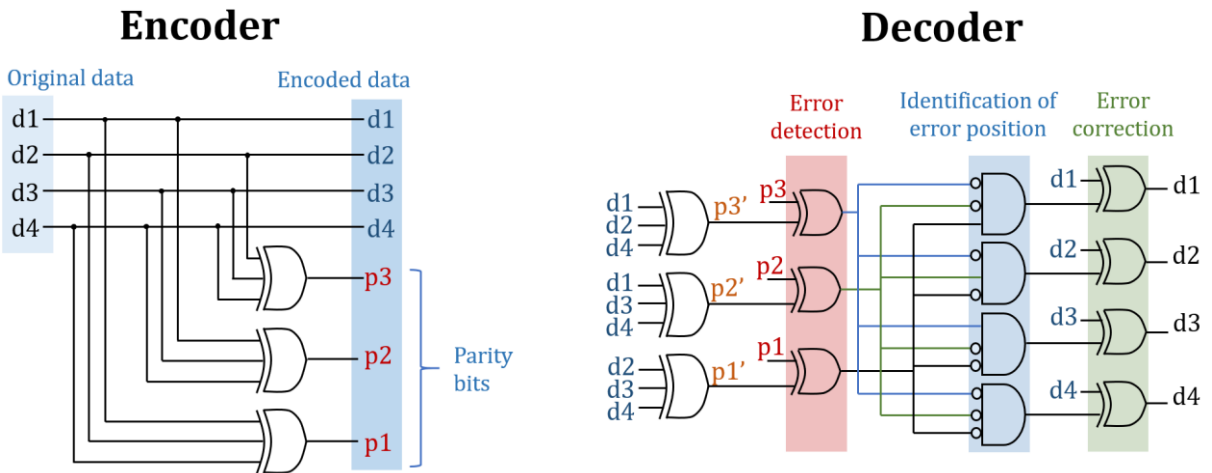 Encoder
Original data
Encoded data
d1
d2
d3
d4
d1
d2
d3
d4
p3
p2
p1
Parity
bits
Decoder
Error
detection
Identification of
error position
Error
correction
d1
d2
d4
p3'
p3
d1
d3
d4
p2'
p2
d2
d3
d4
p1'
p1
d1
d1
d2
d2
d3
d3
d4
d4